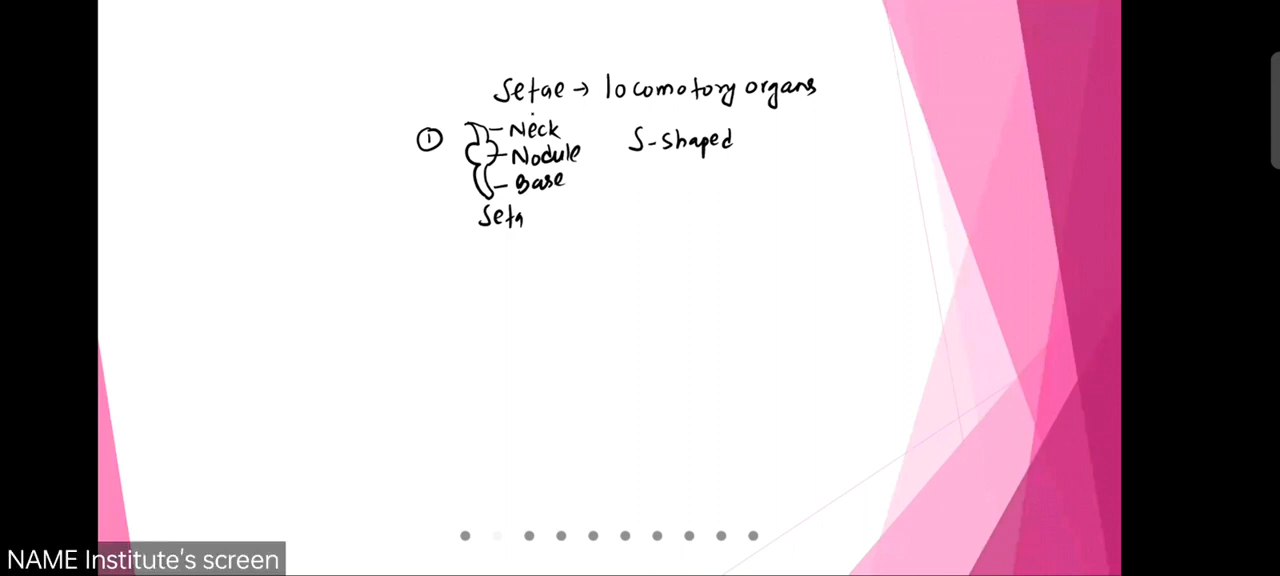 Setae → locomotory organs
① - Neck S-shaped
- Nodule
- Base
Seta
NAME Institute's screen